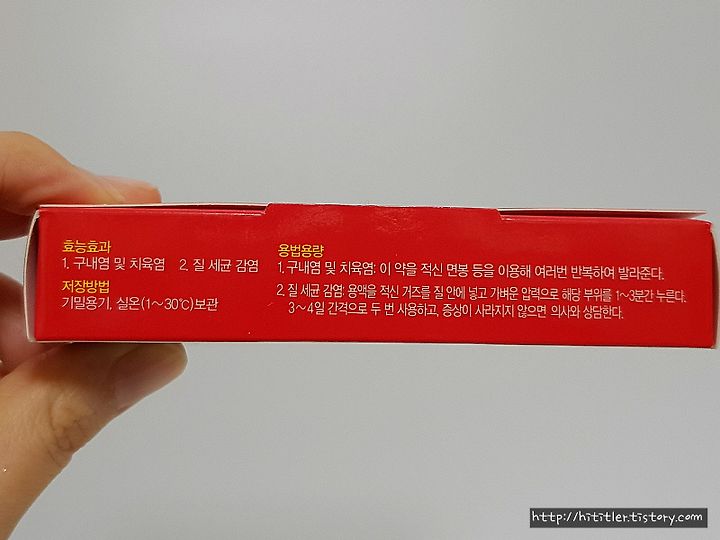 효능효과
1. 구내염 및 치육염 2. 질 세균 감염
저장방법
기밀용기, 실온(1~30℃)보관
용법용량
1. 구내염 및 치육염: 이 약을 적신 면봉 등을 이용해 여러번 반복하여 발라준다.
2. 질 세균 감염: 용액을 적신 거즈를 질 안에 넣고 가벼운 압력으로 해당 부위를 1~3분간 누른다.
3~4일 간격으로 두 번 사용하고, 증상이 사라지지 않으면 의사와 상담한다.
http://hititler.tistory.com